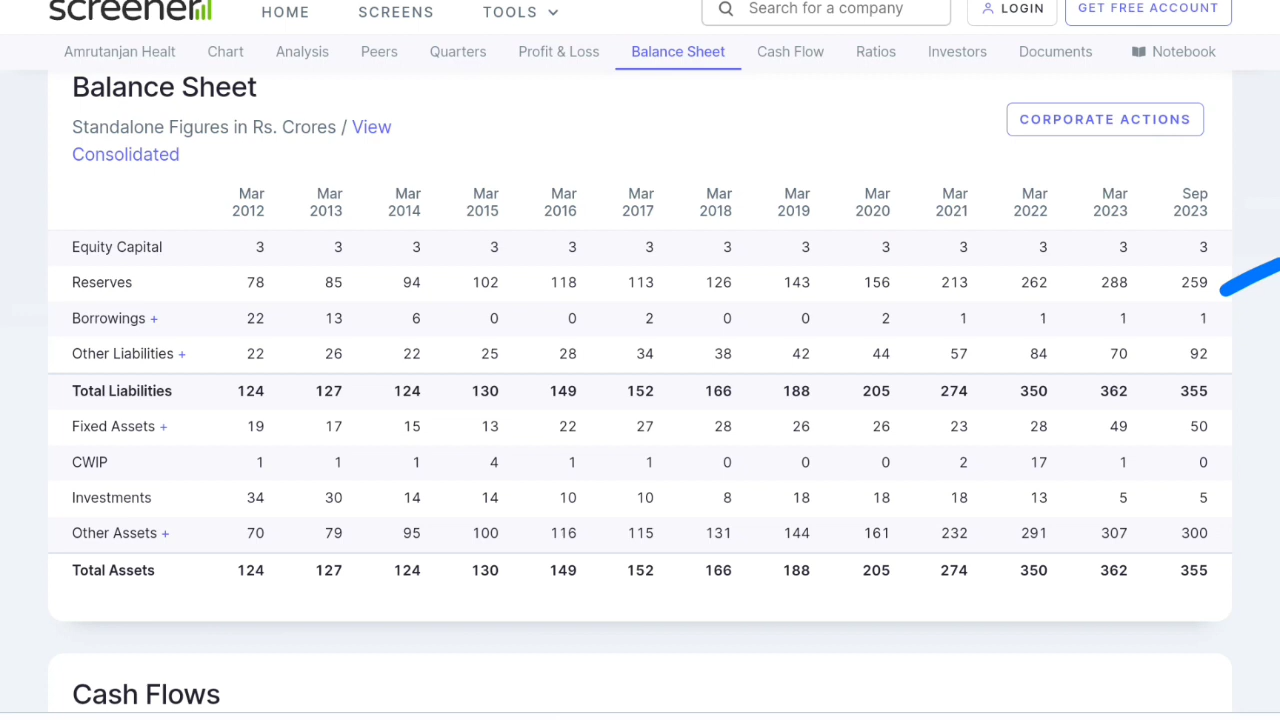 screener
HOME SCREENS TOOLS Search for a company LOGIN GET FREE ACCOUNT
Amrutanjan Healt Chart Analysis Peers Quarters Profit & Loss Balance Sheet Cash Flow Ratios Investors Documents Notebook
Balance Sheet
Standalone Figures in Rs. Crores / View
Consolidated
CORPORATE ACTIONS
Mar Mar Mar Mar Mar Mar Mar Mar Mar Mar Mar Mar Sep
2012 2013 2014 2015 2016 2017 2018 2019 2020 2021 2022 2023 2023
Equity Capital 3 3 3 3 3 3 3 3 3 3 3 3 3
Reserves 78 85 94 102 118 113 126 143 156 213 262 288 259
Borrowings + 22 13 6 0 0 2 0 0 2 1 1 1 1
Other Liabilities + 22 26 22 25 28 34 38 42 44 57 84 70 92
Total Liabilities 124 127 124 130 149 152 166 188 205 274 350 362 355
Fixed Assets + 19 17 15 13 22 27 28 26 26 23 28 49 50
CWIP 1 1 1 4 1 1 0 0 0 2 17 1 0
Investments 34 30 14 14 10 10 8 18 18 18 13 5 5
Other Assets + 70 79 95 100 116 115 131 144 161 232 291 307 300
Total Assets 124 127 124 130 149 152 166 188 205 274 350 362 355
Cash Flows